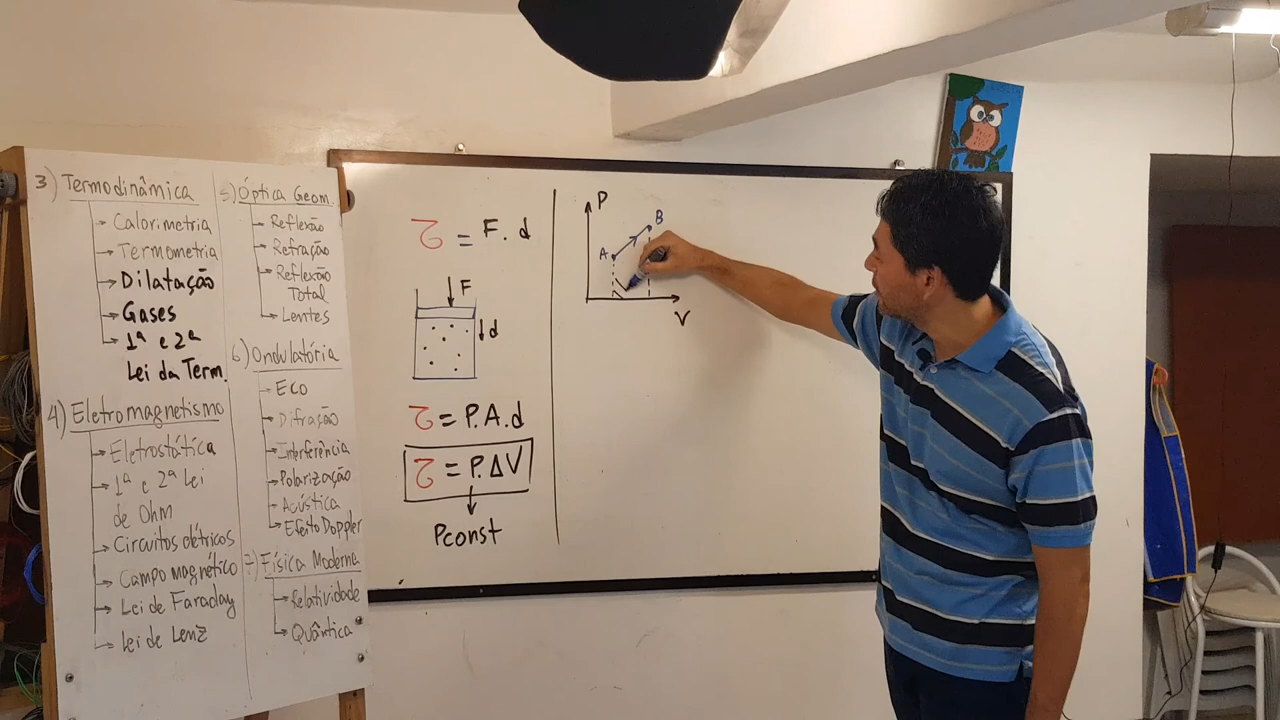 3) Termodinâmica
Calorimetria
Termometria
Dilatação
Gases
1ª e 2ª
Lei da Term.
4) Eletromagnetismo
Eletrostática
1ª e 2ª Lei
de Ohm
Circuitos elétricos
Campo magnético
Lei de Faraday
Lei de Lenz
5) Óptica Geom.
Reflexão
Refração
Reflexão
Total
Lentes
6) Ondulatória
Eco
Difração
Interferência
Polarização
Acústica
Efeito Doppler
7) Física Moderna
Relatividade
Quântica
τ = F. d
F
d
τ = P.A.d
τ = P.ΔV
Pconst
P
A
B
V